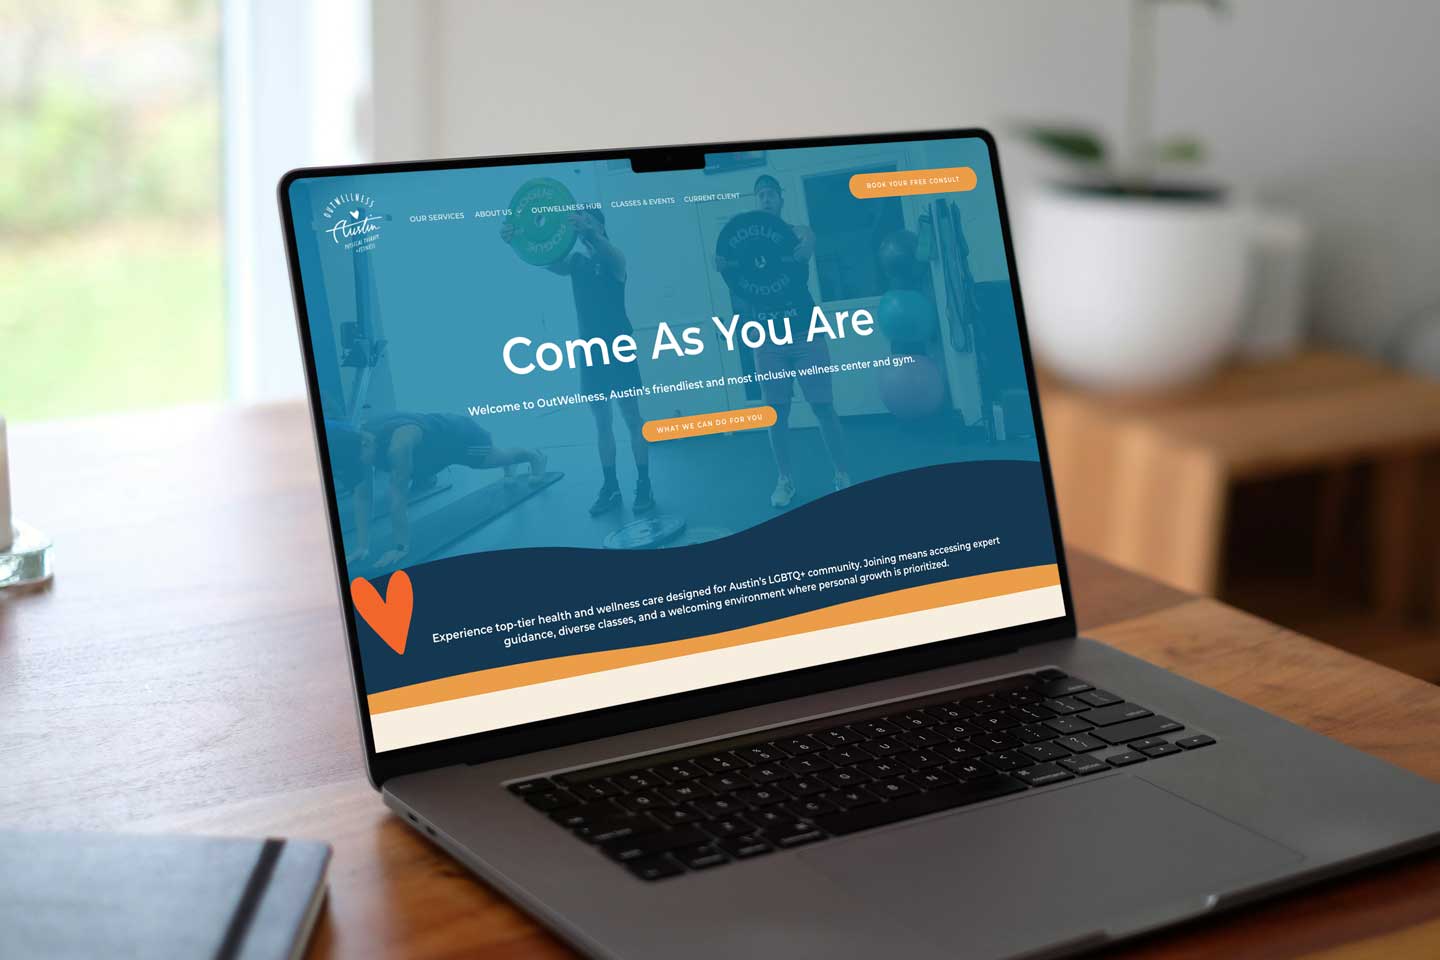 OUTWELLNESS
Austin
PHYSICAL THERAPY
+ FITNESS
OUR SERVICES
ABOUT US
OUTWELLNESS HUB
CLASSES & EVENTS
CURRENT CLIENT
BOOK YOUR FREE CONSULT
ROGUE
ROGUE
ROGUE
ROGUE
GYM
Come As You Are
Welcome to OutWellness, Austin's friendliest and most inclusive wellness center and gym.
WHAT WE CAN DO FOR YOU
Experience top-tier health and wellness care designed for Austin's LGBTQ+ community. Joining means accessing expert
guidance, diverse classes, and a welcoming environment where personal growth is prioritized.